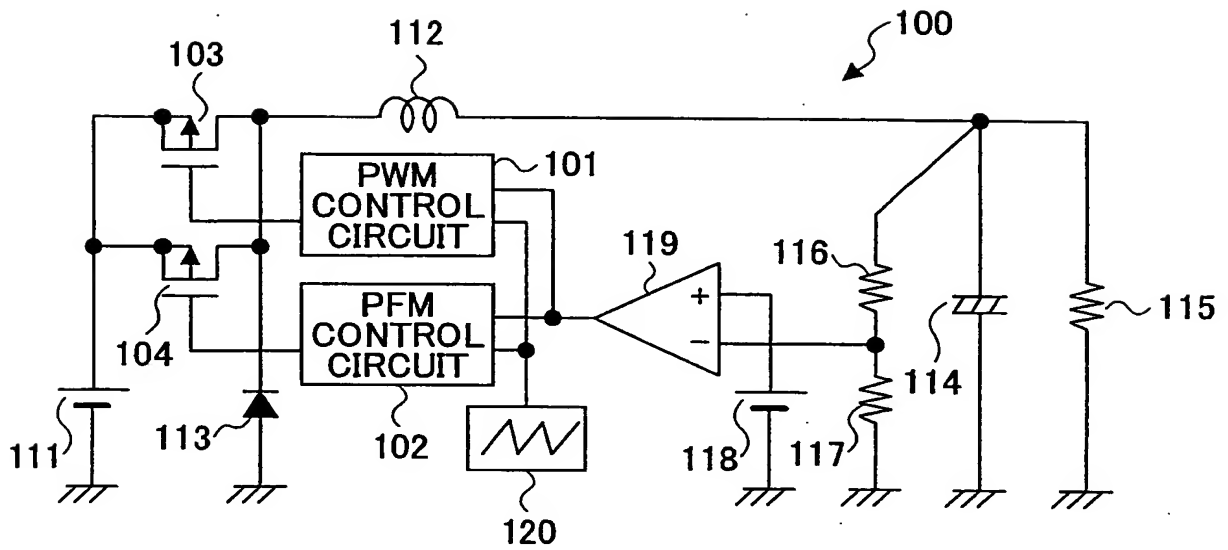 100
103
112
PWM
CONTROL
CIRCUIT
101
119
116
+
−
115
104
PFM
CONTROL
CIRCUIT
114
111
113
102
118
117
120